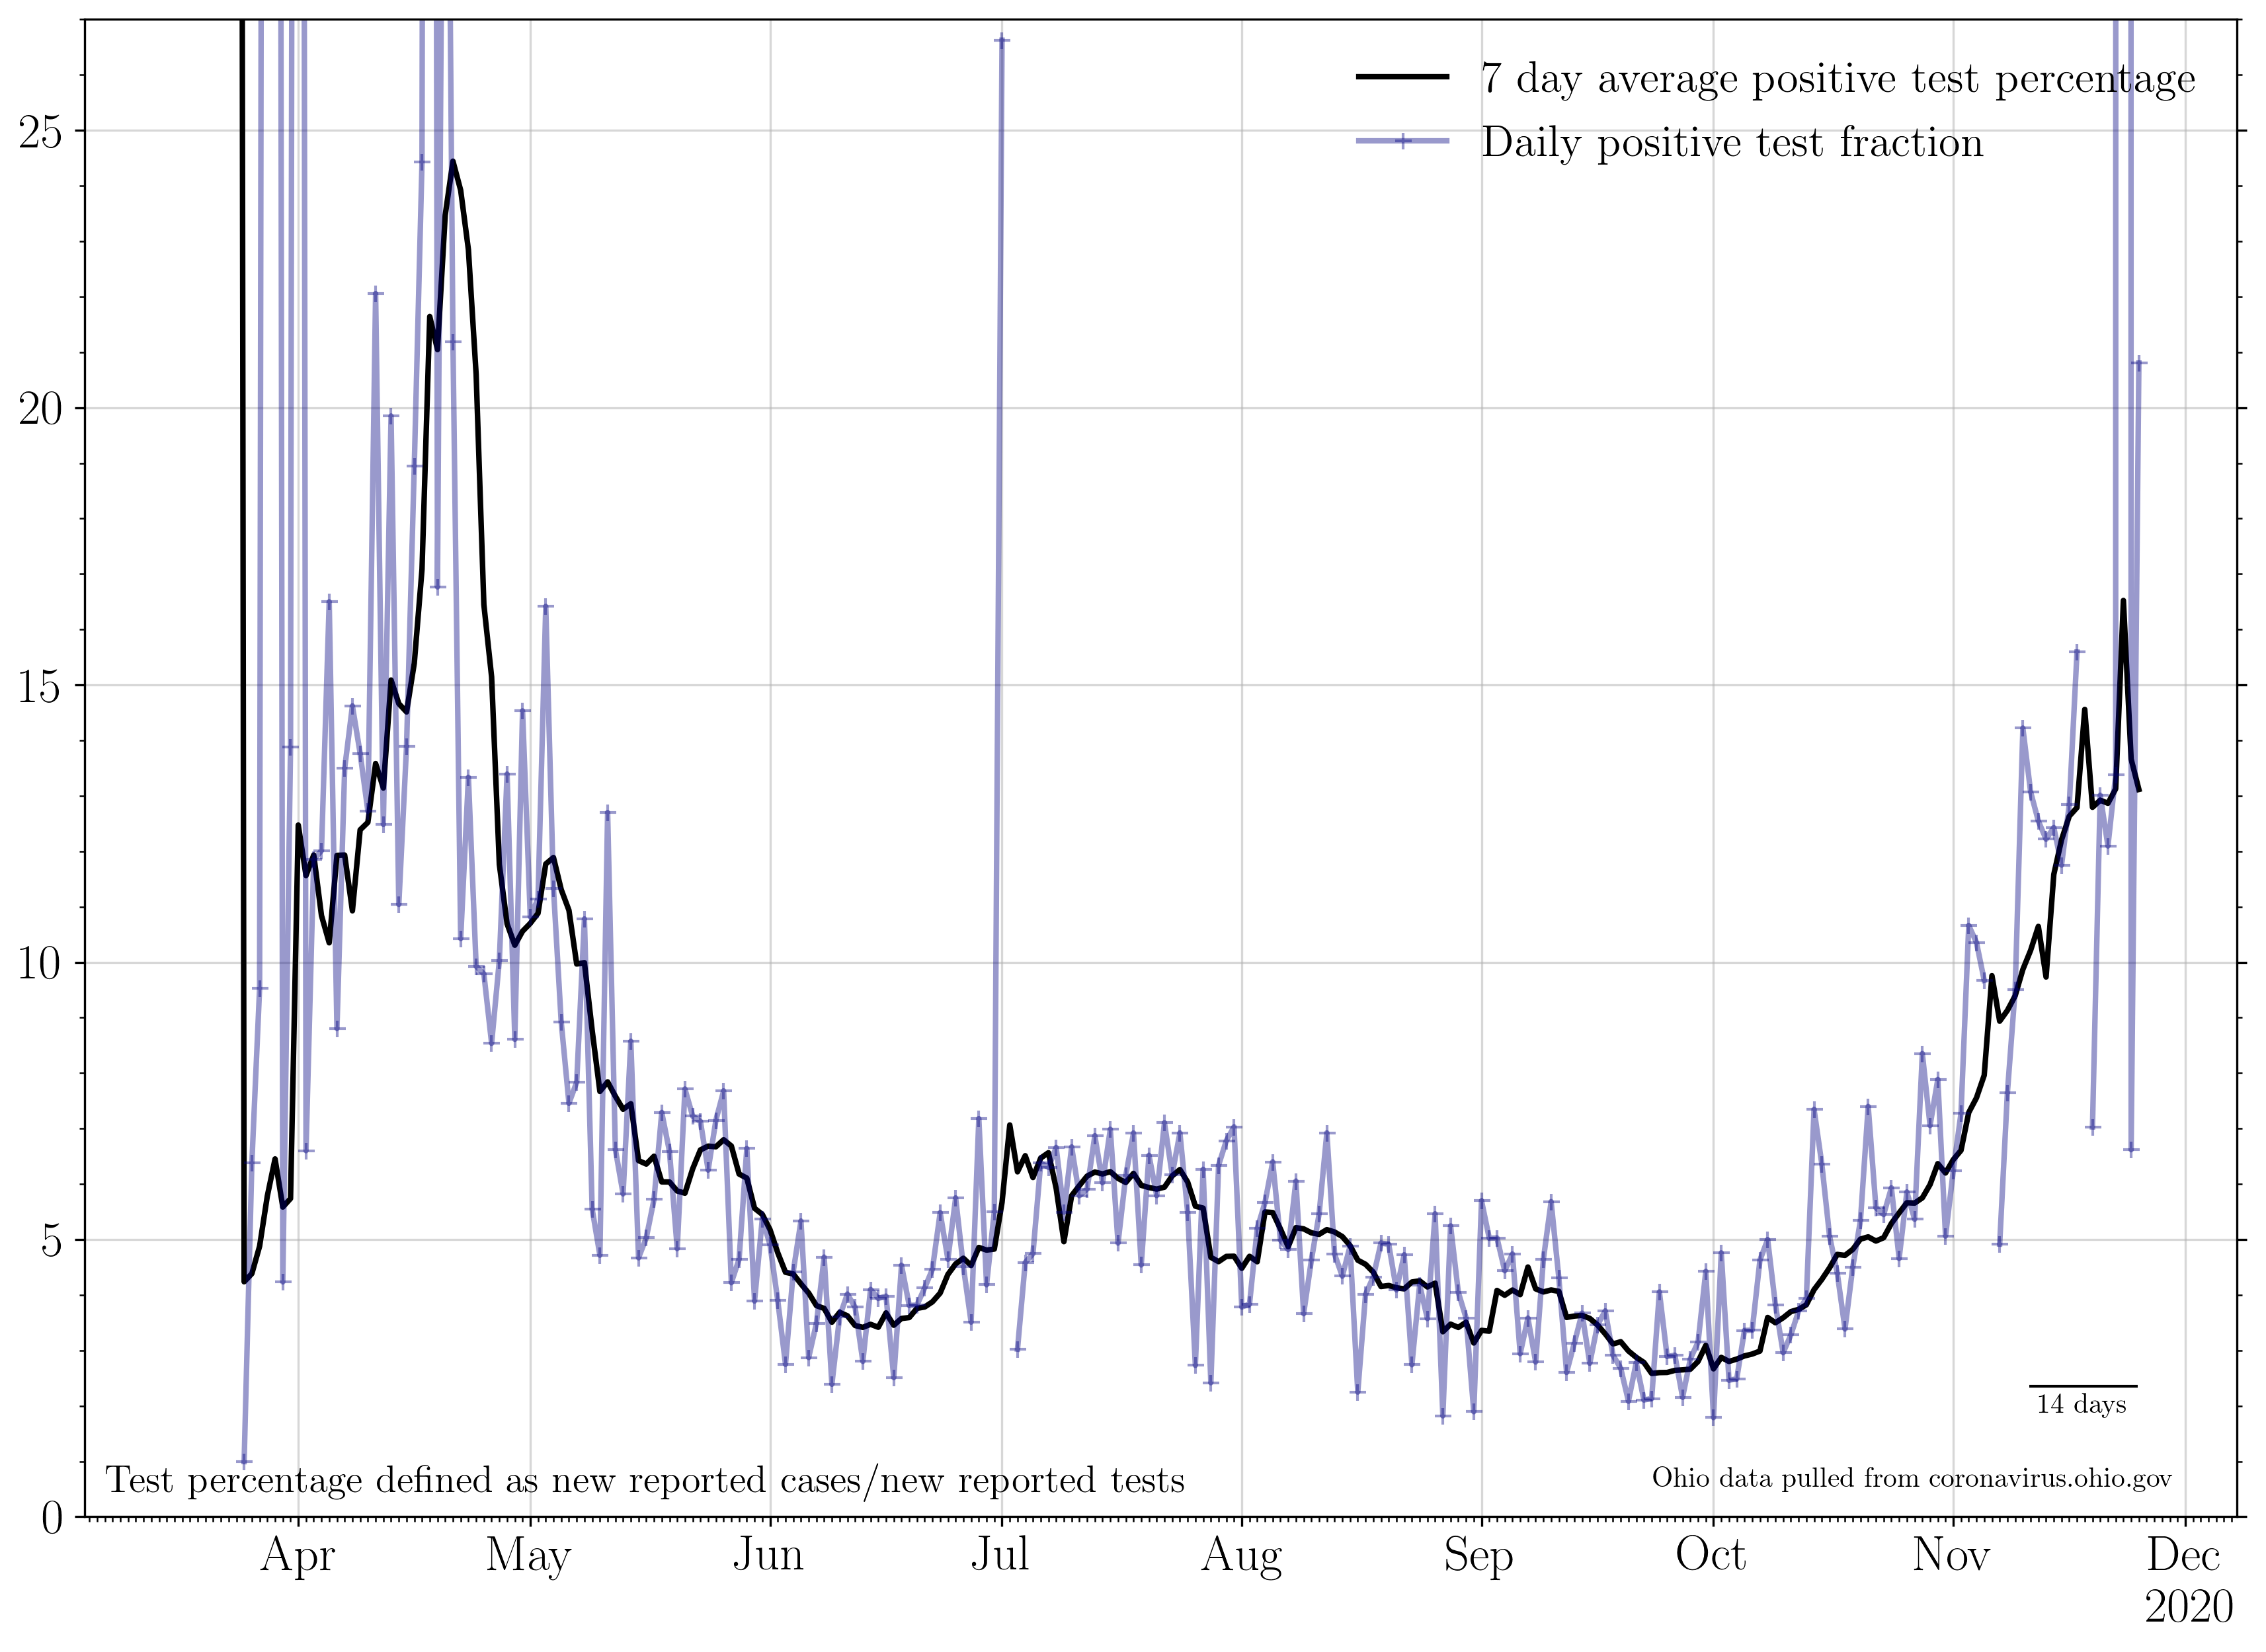 7 day average positive test percentage
Daily positive test fraction
25
20
15
10
5
0
14 days
Test percentage defined as new reported cases/new reported tests
Ohio data pulled from coronavirus.ohio.gov
Apr May Jun Jul Aug Sep Oct Nov Dec
2020